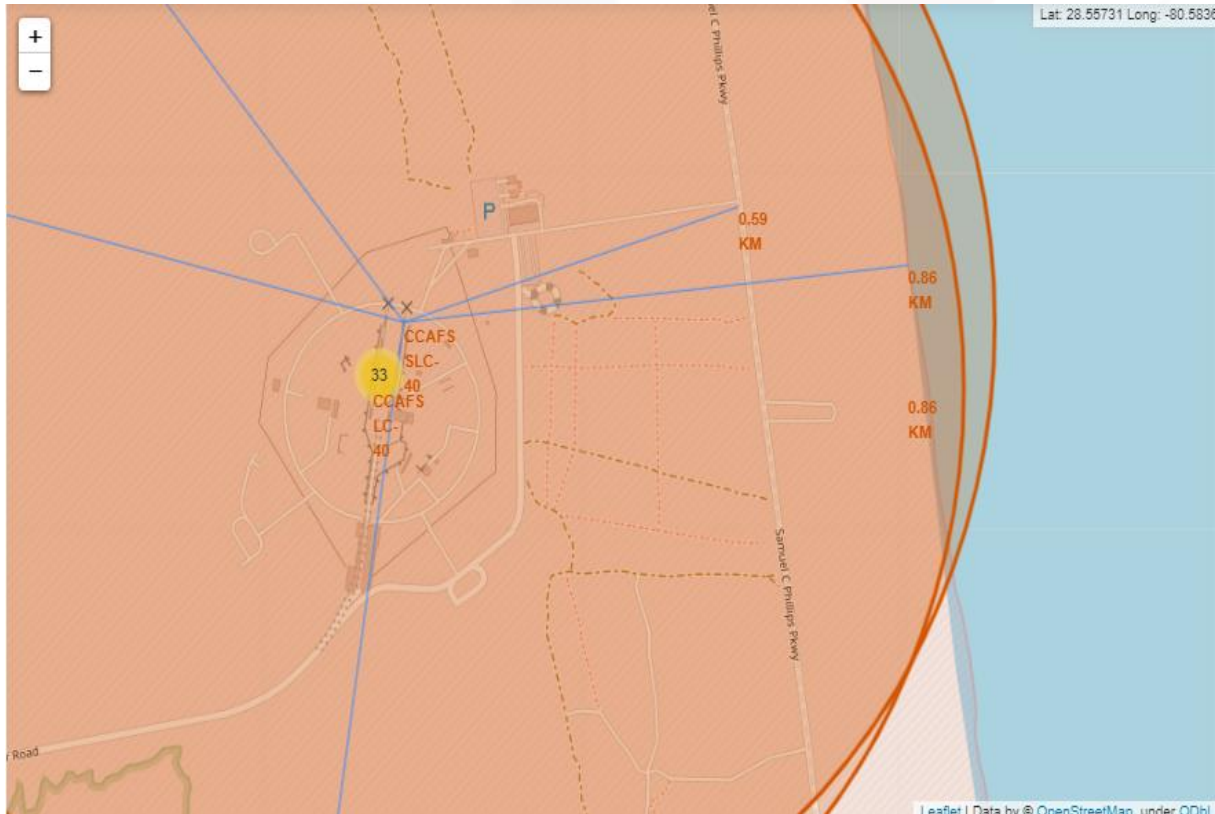 +
Lat: 28.55731 Long: -80.5836
el C Phillips Pkwy
P
0.59
KM
0.86
KM
CCAFS
SLC-
40
33
CCAFS
LC-
40
0.86
KM
Samuel C Phillips Pkwy
r Road
−
Leaflet | Data by © OpenStreetMap, under ODbL